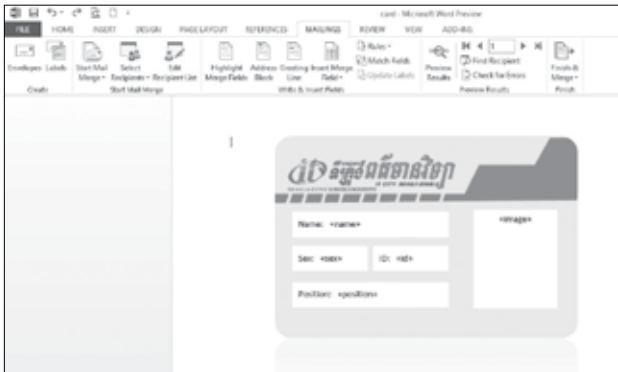 card - Microsoft Word Preview
FILE HOME INSERT DESIGN PAGE LAYOUT REFERENCES MAILINGS REVIEW VIEW ADD-INS
Envelopes Labels Start Mail Merge Select Recipients Edit Recipient List Highlight Merge Fields Address Block Greeting Line Insert Merge Field Rules Match Fields Update Labels Preview Results 1 Find Recipient Check for Errors Finish & Merge
Create Start Mail Merge Write & Insert Fields Preview Results Finish
Name: «name»
«image»
Sex: «sex» ID: «id»
Position: «position»